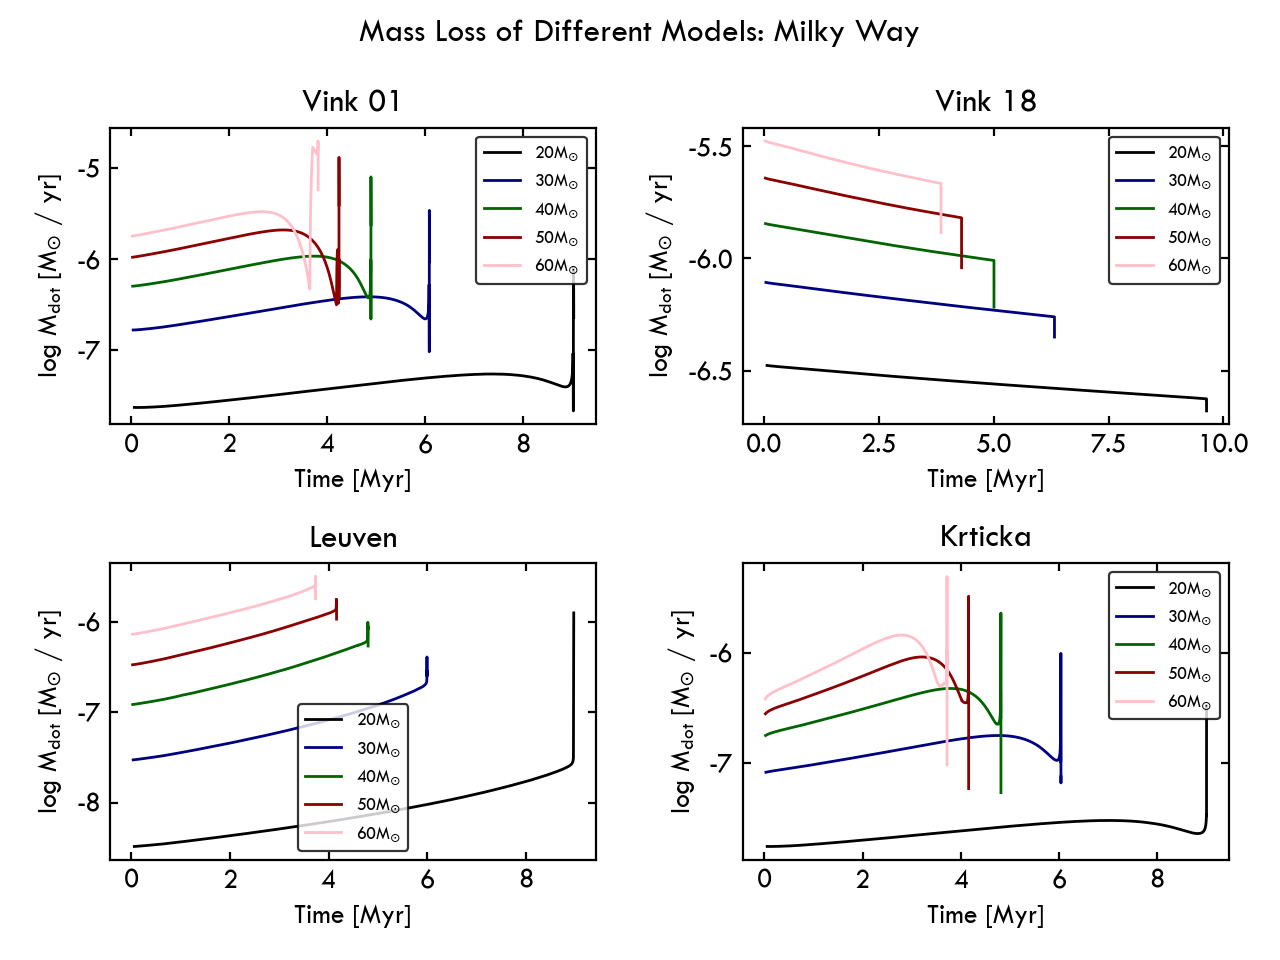 Mass Loss of Different Models: Milky Way
Vink 01
log M_dot [M⊙ / yr]
-5
-6
-7
20M⊙
30M⊙
40M⊙
50M⊙
60M⊙
0 2 4 6 8
Time [Myr]
Vink 18
log M_dot [M⊙ / yr]
-5.5
-6.0
-6.5
20M⊙
30M⊙
40M⊙
50M⊙
60M⊙
0.0 2.5 5.0 7.5 10.0
Time [Myr]
Leuven
log M_dot [M⊙ / yr]
-6
-7
-8
20M⊙
30M⊙
40M⊙
50M⊙
60M⊙
0 2 4 6 8
Time [Myr]
Krticka
log M_dot [M⊙ / yr]
-6
-7
20M⊙
30M⊙
40M⊙
50M⊙
60M⊙
0 2 4 6 8
Time [Myr]